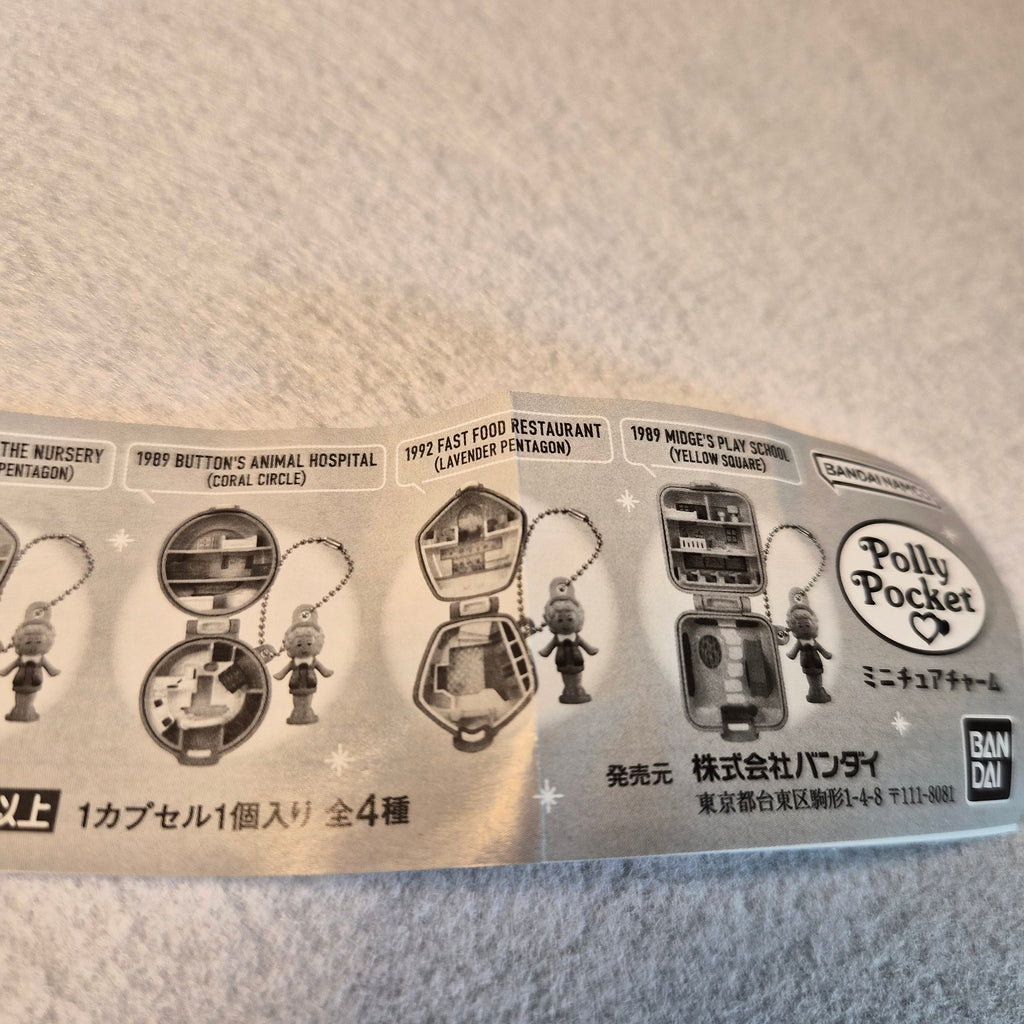 THE NURSERY
PENTAGON)
1989 BUTTON'S ANIMAL HOSPITAL
(CORAL CIRCLE)
1992 FAST FOOD RESTAURANT
(LAVENDER PENTAGON)
1989 MIDGE'S PLAY SCHOOL
(YELLOW SQUARE)
BANDAI NAMCO
Polly
Pocket
ミニチュアチャーム
以上
1カプセル1個入り 全4種
発売元 株式会社バンダイ
東京都台東区駒形1-4-8 〒111-8081
BAN
DAI